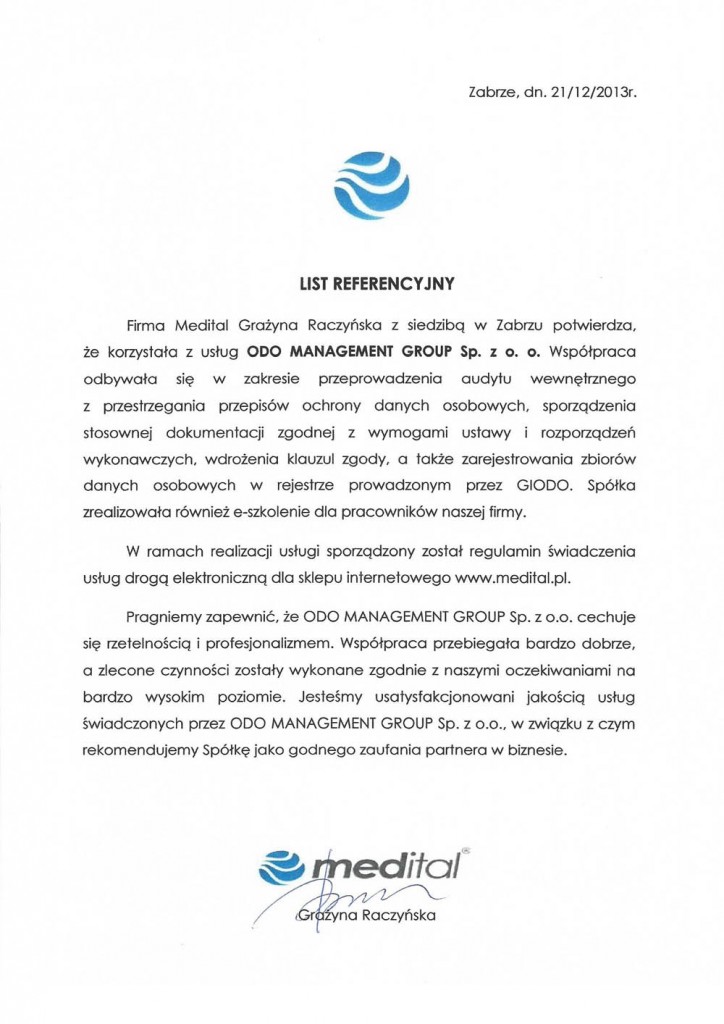 Zabrze, dn. 21/12/2013r.
LIST REFERENCYJNY
Firma Medital Grażyna Raczyńska z siedzibą w Zabrzu potwierdza,
że korzystała z usług ODO MANAGEMENT GROUP Sp. z o. o. Współpraca
odbywała się w zakresie przeprowadzenia audytu wewnętrznego
z przestrzegania przepisów ochrony danych osobowych, sporządzenia
stosownej dokumentacji zgodnej z wymogami ustawy i rozporządzeń
wykonawczych, wdrożenia klauzul zgody, a także zarejestrowania zbiorów
danych osobowych w rejestrze prowadzonym przez GIODO. Spółka
zrealizowała również e-szkolenie dla pracowników naszej firmy.
W ramach realizacji usługi sporządzony został regulamin świadczenia
usług drogą elektroniczną dla sklepu internetowego www.medital.pl.
Pragniemy zapewnić, że ODO MANAGEMENT GROUP Sp. z o.o. cechuje
się rzetelnością i profesjonalizmem. Współpraca przebiegała bardzo dobrze,
a zlecone czynności zostały wykonane zgodnie z naszymi oczekiwaniami na
bardzo wysokim poziomie. Jesteśmy usatysfakcjonowani jakością usług
świadczonych przez ODO MANAGEMENT GROUP Sp. z o.o., w związku z czym
rekomendujemy Spółkę jako godnego zaufania partnera w biznesie.
medital®
Grażyna Raczyńska